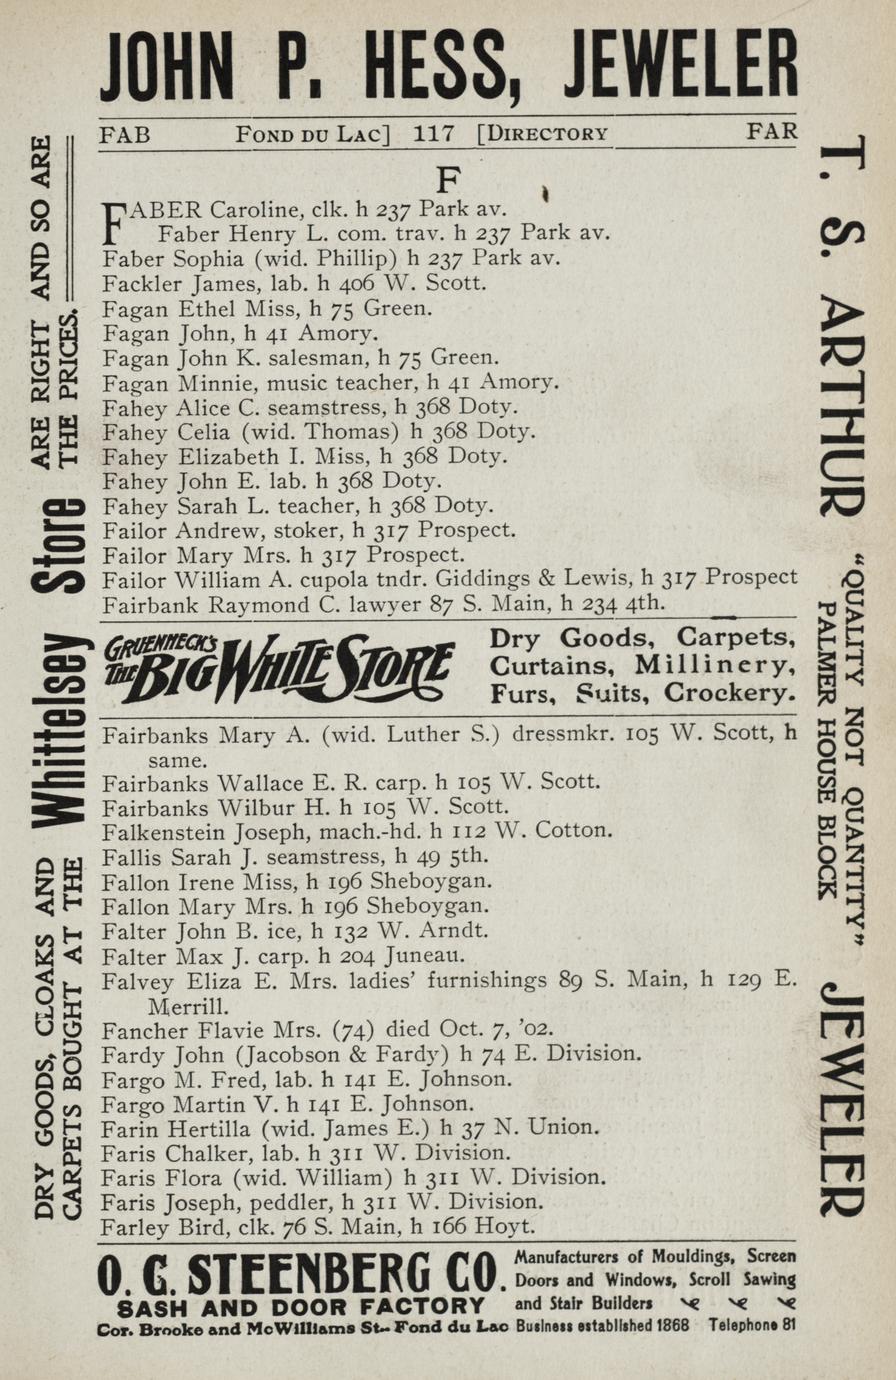 JOHN P. HESS, JEWELER
FAB FOND DU LAC] 117 [DIRECTORY FAR
F
FABER Caroline, clk. h 237 Park av.
Faber Henry L. com. trav. h 237 Park av.
Faber Sophia (wid. Phillip) h 237 Park av.
Fackler James, lab. h 406 W. Scott.
Fagan Ethel Miss, h 75 Green.
Fagan John, h 41 Amory.
Fagan John K. salesman, h 75 Green.
Fagan Minnie, music teacher, h 41 Amory.
Fahey Alice C. seamstress, h 368 Doty.
Fahey Celia (wid. Thomas) h 368 Doty.
Fahey Elizabeth I. Miss, h 368 Doty.
Fahey John E. lab. h 368 Doty.
Fahey Sarah L. teacher, h 368 Doty.
Failor Andrew, stoker, h 317 Prospect.
Failor Mary Mrs. h 317 Prospect.
Failor William A. cupola tndr. Giddings & Lewis, h 317 Prospect
Fairbank Raymond C. lawyer 87 S. Main, h 234 4th.
GRUENHECK'S
THE BIG WHITE STORE
Dry Goods, Carpets,
Curtains, Millinery,
Furs, Suits, Crockery.
Fairbanks Mary A. (wid. Luther S.) dressmkr. 105 W. Scott, h
same.
Fairbanks Wallace E. R. carp. h 105 W. Scott.
Fairbanks Wilbur H. h 105 W. Scott.
Falkenstein Joseph, mach.-hd. h 112 W. Cotton.
Fallis Sarah J. seamstress, h 49 5th.
Fallon Irene Miss, h 196 Sheboygan.
Fallon Mary Mrs. h 196 Sheboygan.
Falter John B. ice, h 132 W. Arndt.
Falter Max J. carp. h 204 Juneau.
Falvey Eliza E. Mrs. ladies' furnishings 89 S. Main, h 129 E.
Merrill.
Fancher Flavie Mrs. (74) died Oct. 7, '02.
Fardy John (Jacobson & Fardy) h 74 E. Division.
Fargo M. Fred, lab. h 141 E. Johnson.
Fargo Martin V. h 141 E. Johnson.
Farin Hertilla (wid. James E.) h 37 N. Union.
Faris Chalker, lab. h 311 W. Division.
Faris Flora (wid. William) h 311 W. Division.
Faris Joseph, peddler, h 311 W. Division.
Farley Bird, clk. 76 S. Main, h 166 Hoyt.
O. C. STEENBERG CO.
SASH AND DOOR FACTORY
Cor. Brooke and McWilliams St.. Fond du Lac
Manufacturers of Mouldings, Screen
Doors and Windows, Scroll Sawing
and Stair Builders
Business established 1868 Telephone 81
DRY GOODS, CLOAKS AND
CARPETS BOUGHT AT THE
Whittelsey Store
ARE RIGHT AND SO ARE
THE PRICES.
T. S. ARTHUR
"QUALITY NOT QUANTITY"
PALMER HOUSE BLOCK
JEWELER